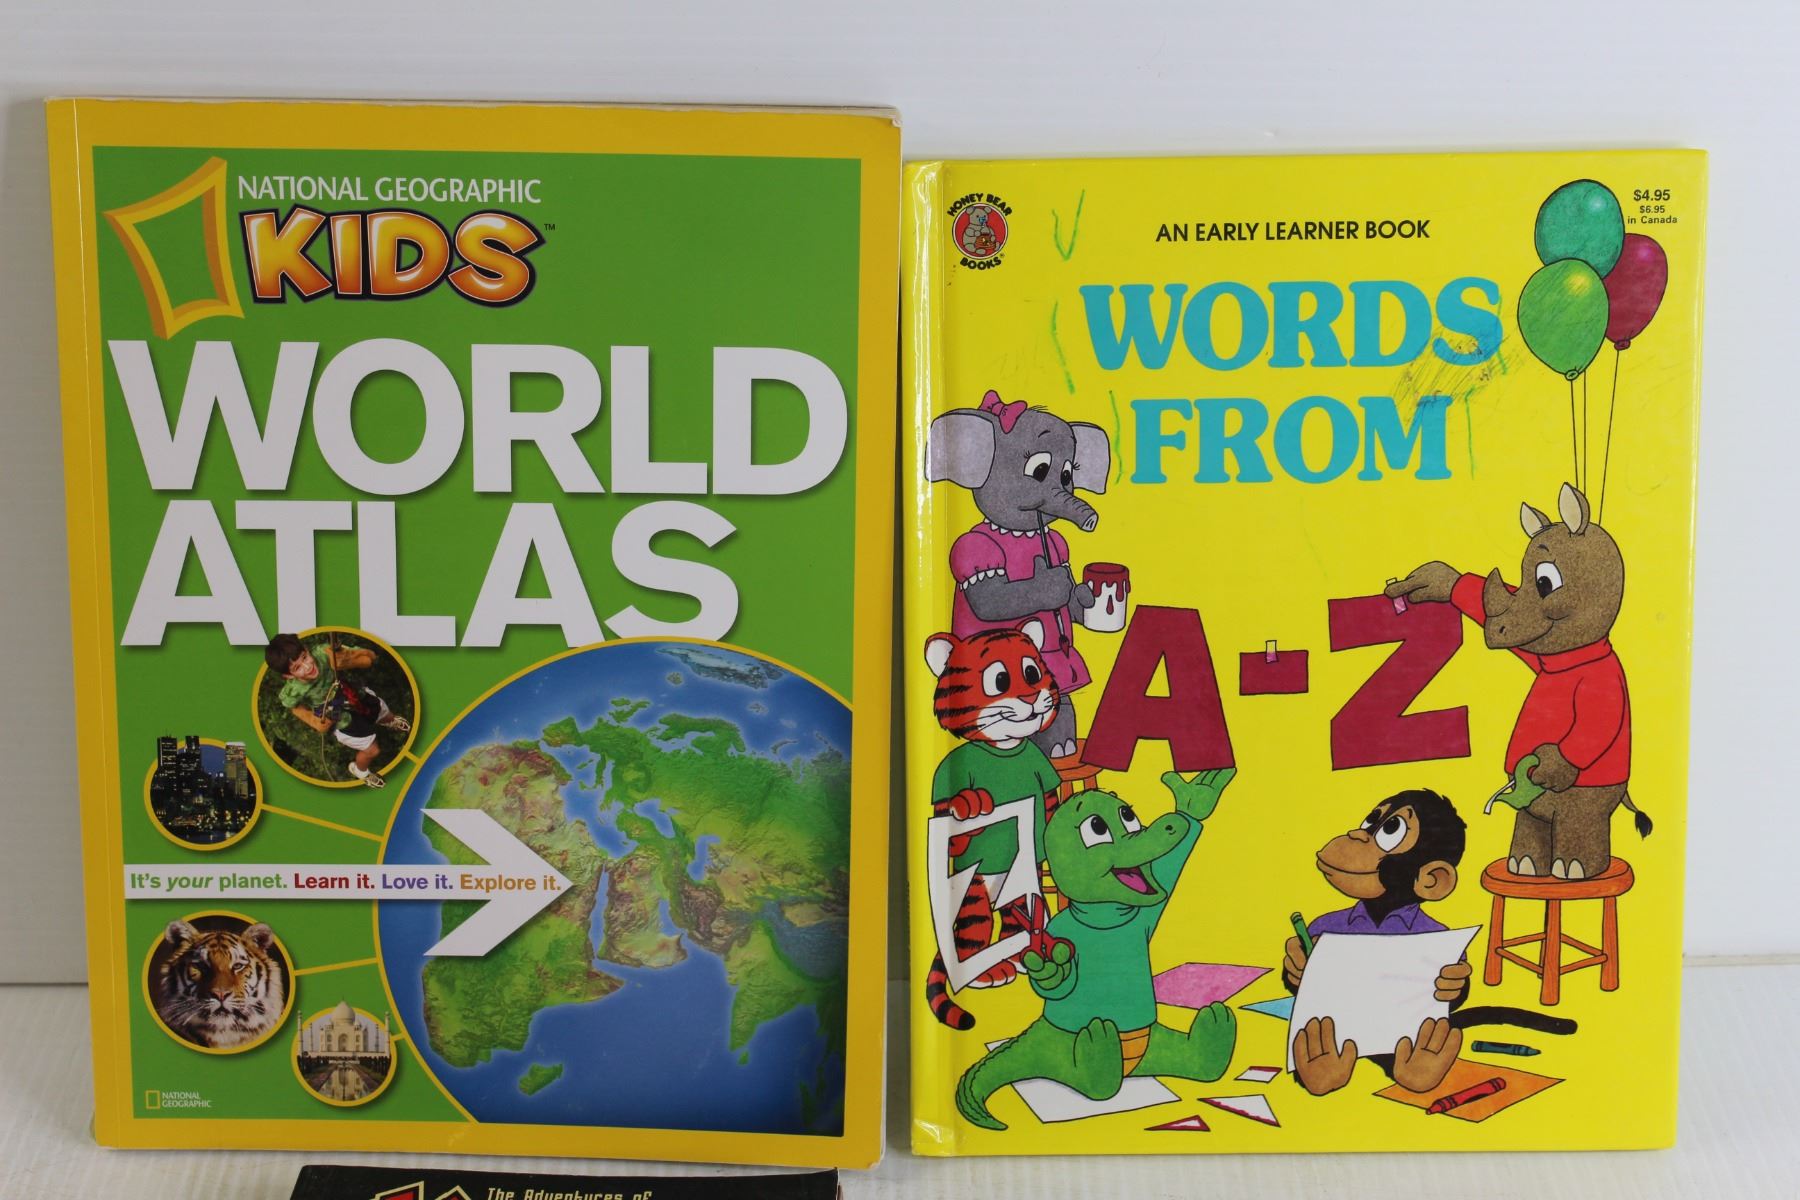 NATIONAL GEOGRAPHIC
KIDS™
WORLD
ATLAS
It's your planet. Learn it. Love it. Explore it.
NATIONAL
GEOGRAPHIC
HONEY BEAR
BOOKS®
AN EARLY LEARNER BOOK
$4.95
$6.95
in Canada
WORDS
FROM
A-Z
The Adventures of